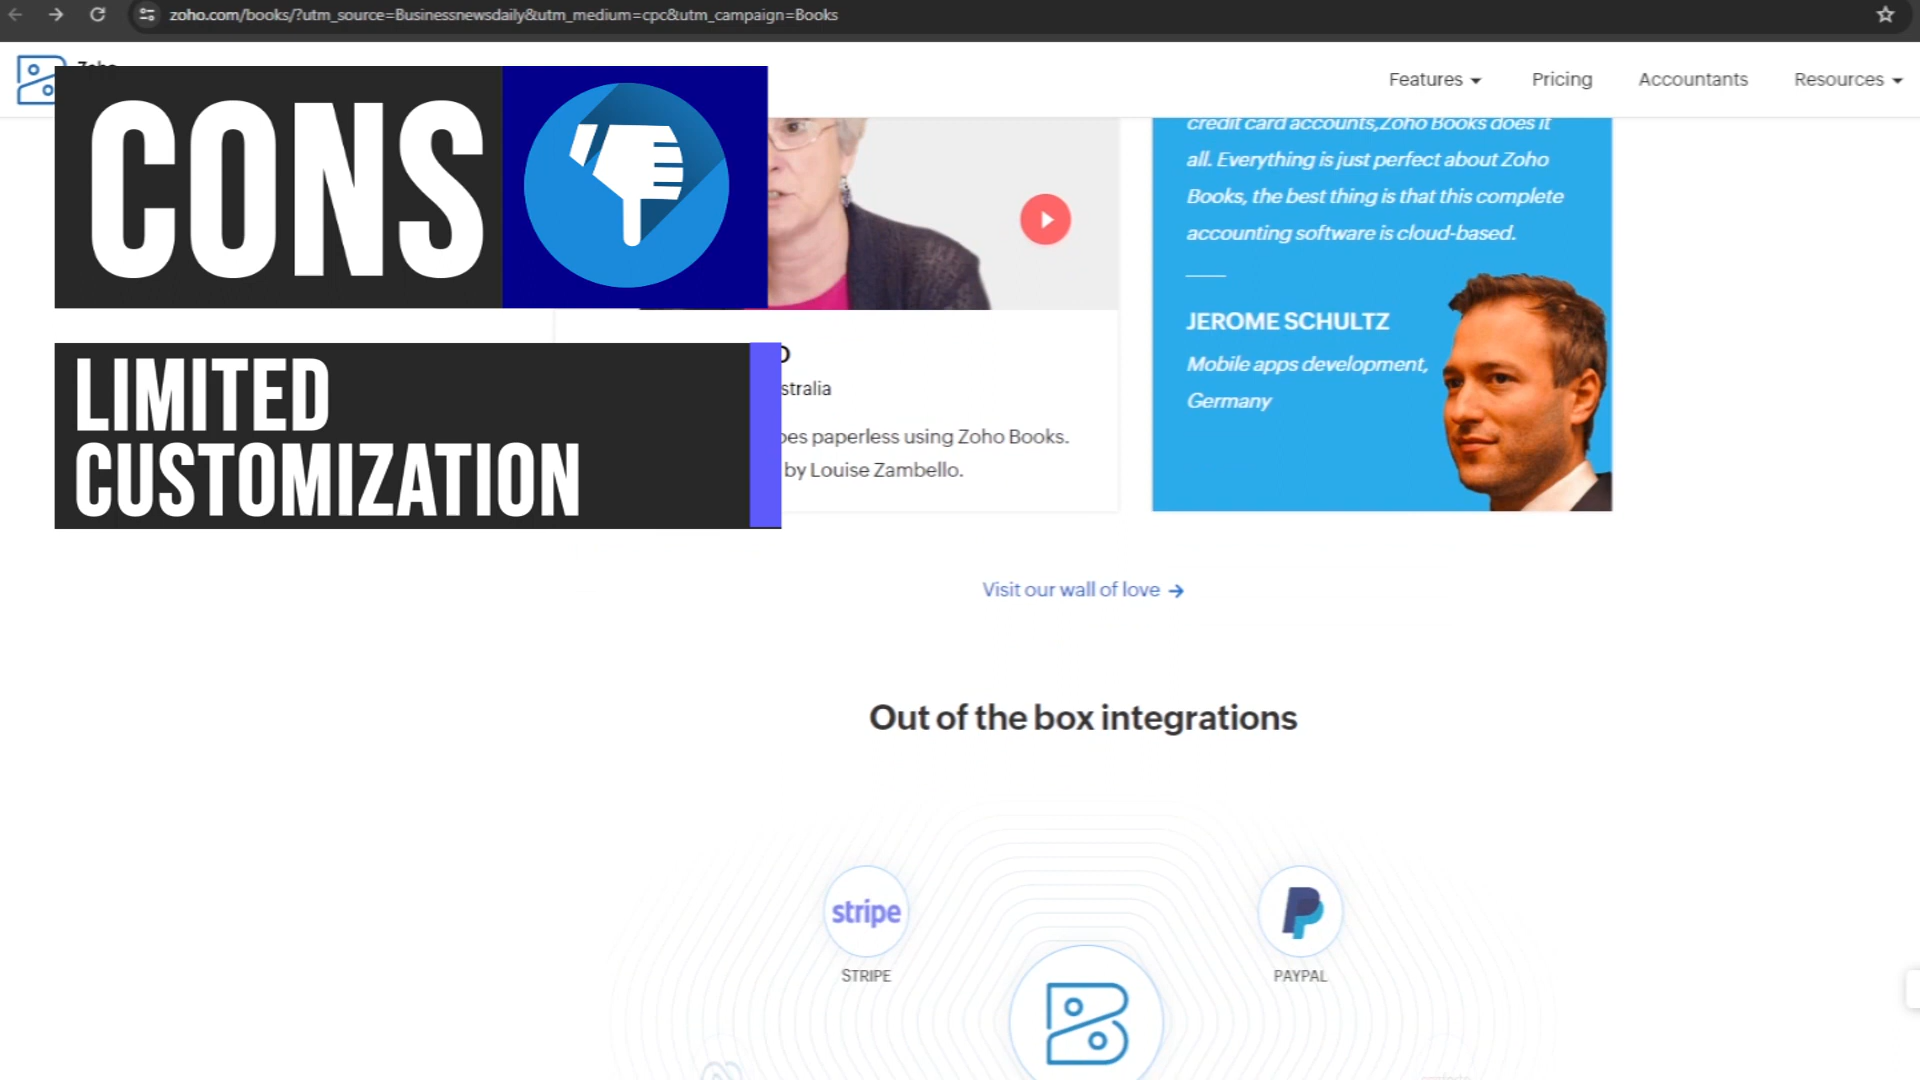 zoho.com/books/?utm_source=Businessnewsdaily&utm_medium=cpc&utm_campaign=Books
Zoho
Features
Pricing
Accountants
Resources
CONS
LIMITED
CUSTOMIZATION
stralia
oes paperless using Zoho Books.
by Louise Zambello.
credit card accounts,Zoho Books does it
all. Everything is just perfect about Zoho
Books, the best thing is that this complete
accounting software is cloud-based.
JEROME SCHULTZ
Mobile apps development,
Germany
Visit our wall of love →
Out of the box integrations
stripe
STRIPE
PAYPAL